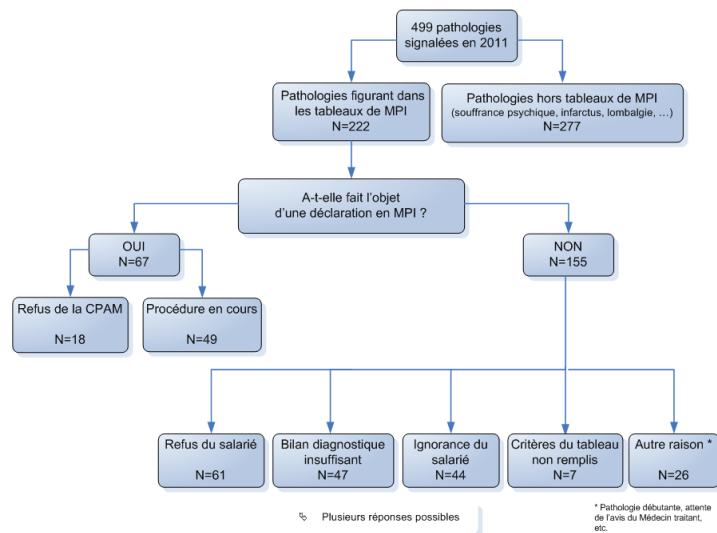 499 pathologies
signalées en 2011
Pathologies figurant dans
les tableaux de MPI
N=222
Pathologies hors tableaux de MPI
(souffrance psychique, infarctus, lombalgie, ...)
N=277
A-t-elle fait l'objet
d'une déclaration en MPI ?
OUI
N=67
NON
N=155
Refus de la CPAM
N=18
Procédure en cours
N=49
Refus du salarié
N=61
Bilan diagnostique
insuffisant
N=47
Ignorance du
salarié
N=44
Critères du tableau
non remplis
N=7
Autre raison *
N=26
Plusieurs réponses possibles
* Pathologie débutante, attente
de l'avis du Médecin traitant,
etc.